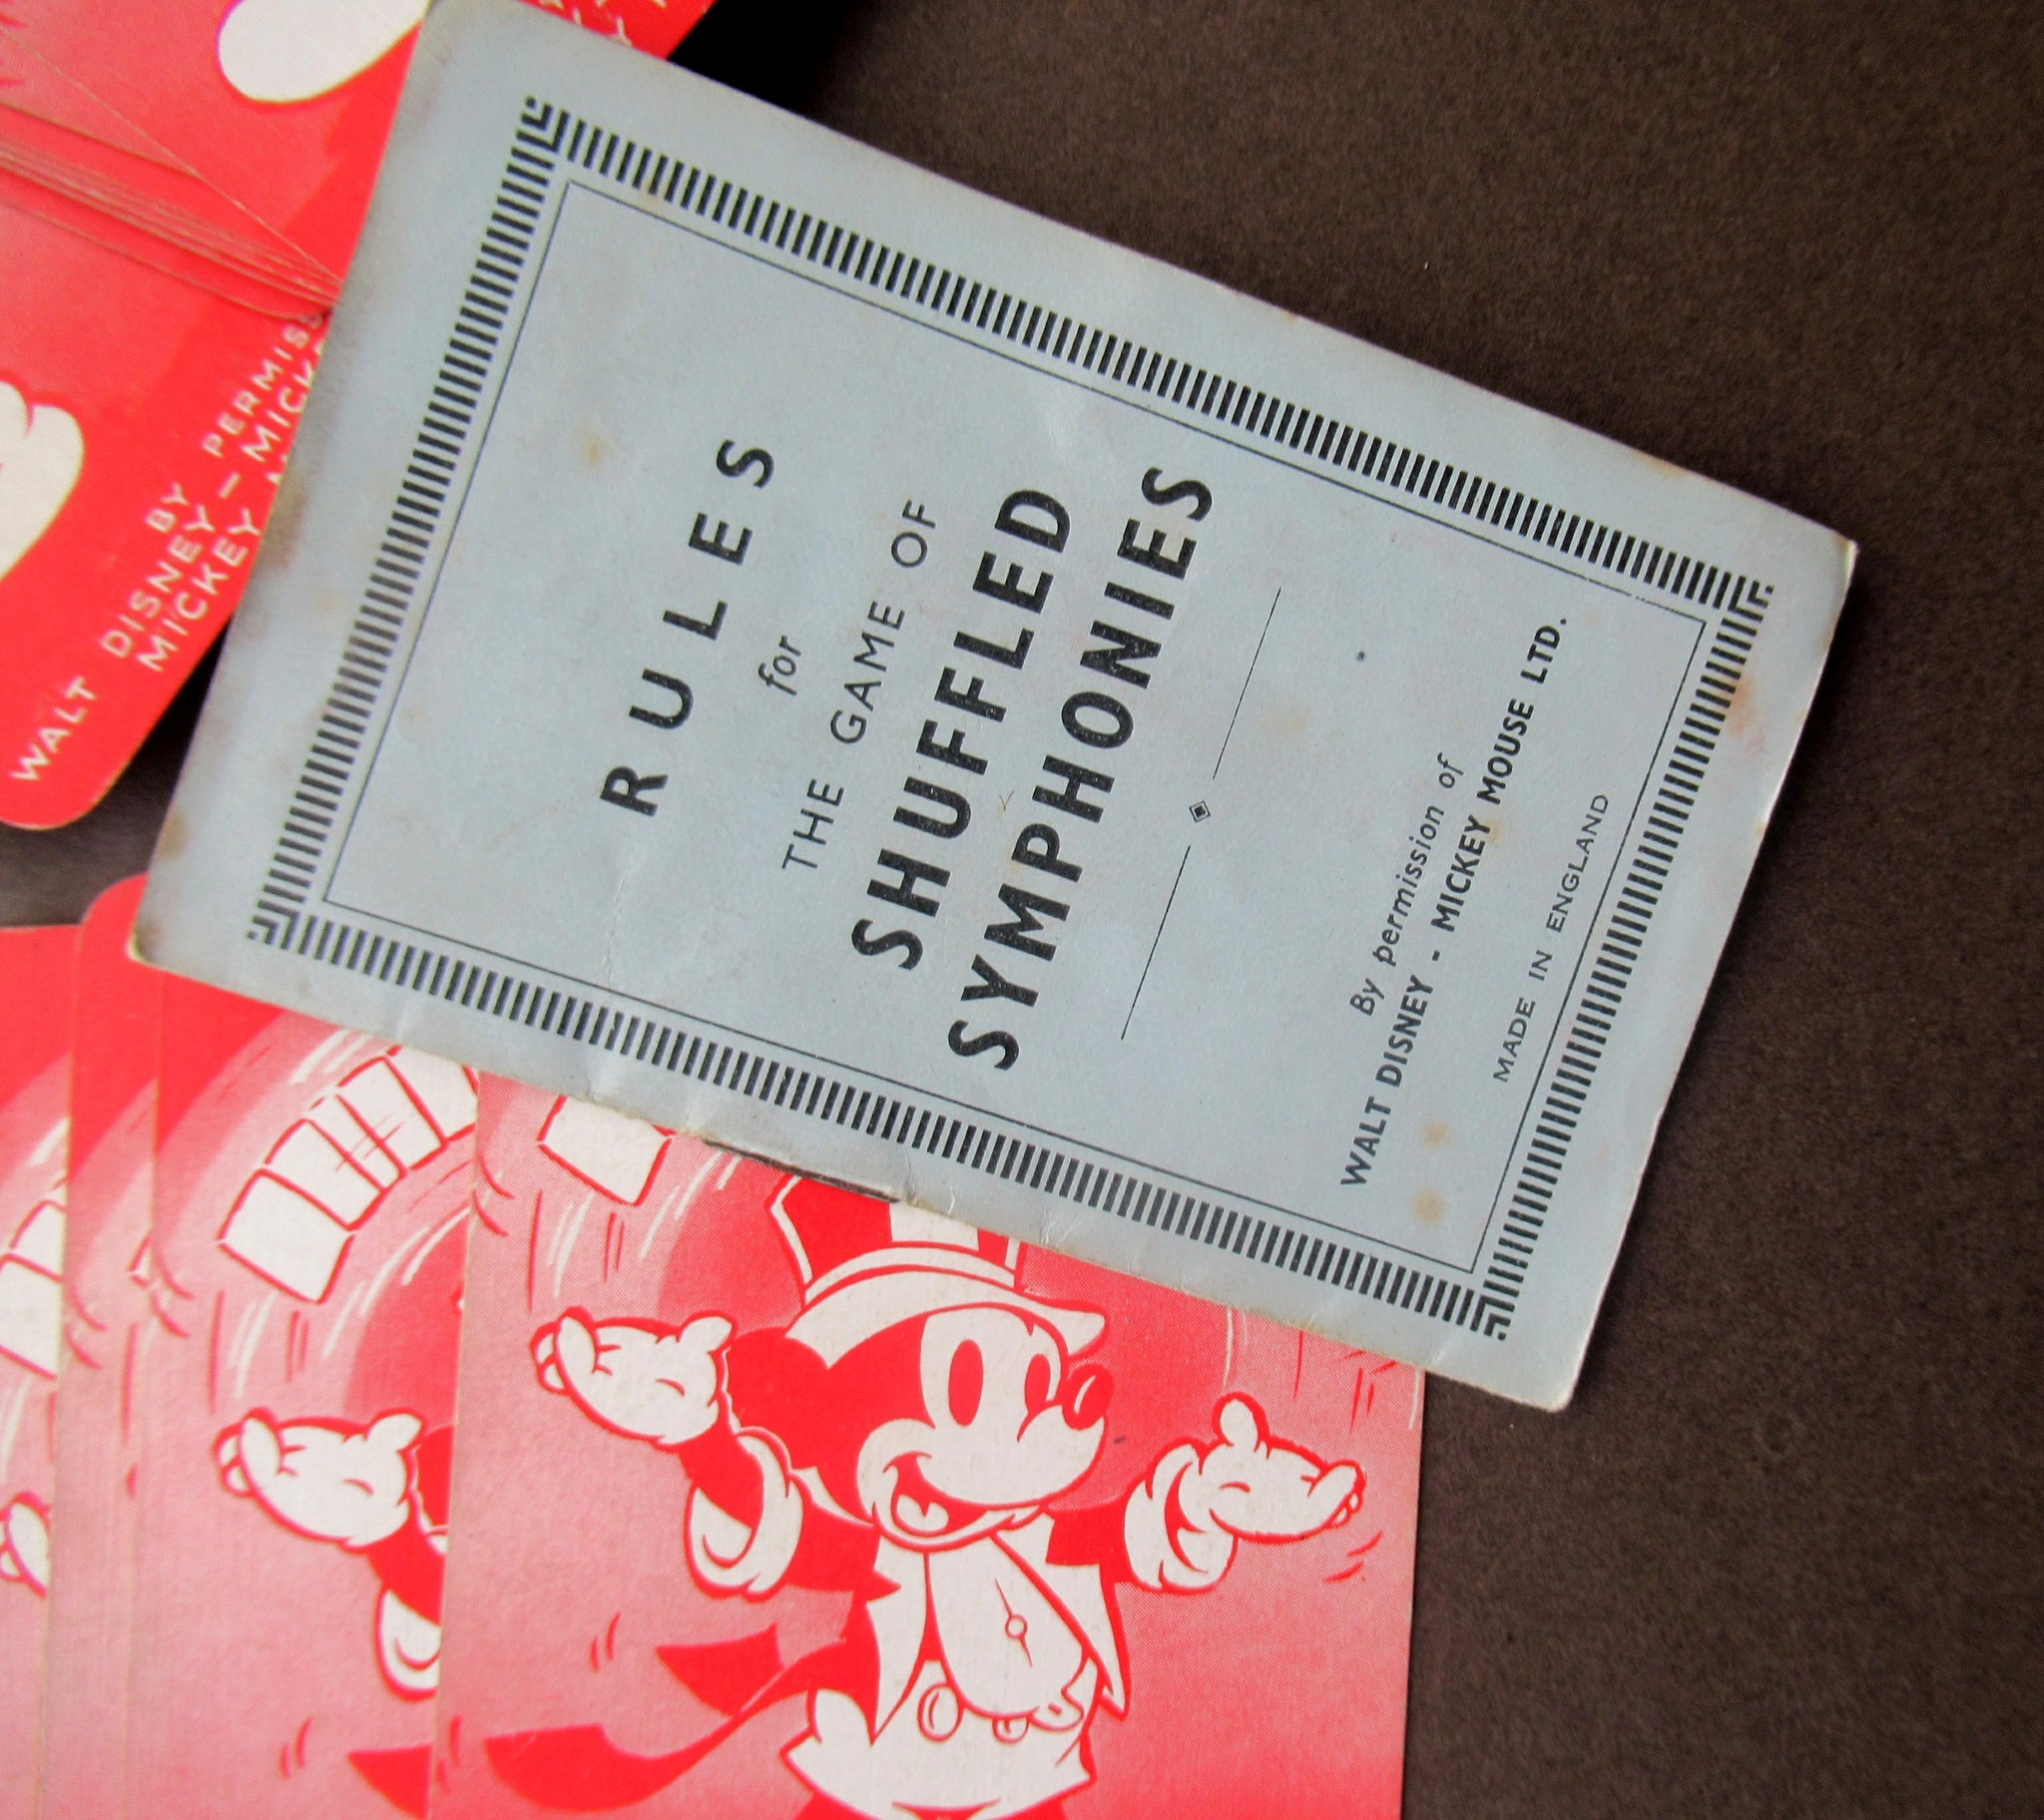 RULES
for
THE GAME OF
SHUFFLED
SYMPHONIES
By permission of
WALT DISNEY - MICKEY MOUSE LTD.
MADE IN ENGLAND
BY
PERMISS
WALT DISNEY - MICK
MICKEY